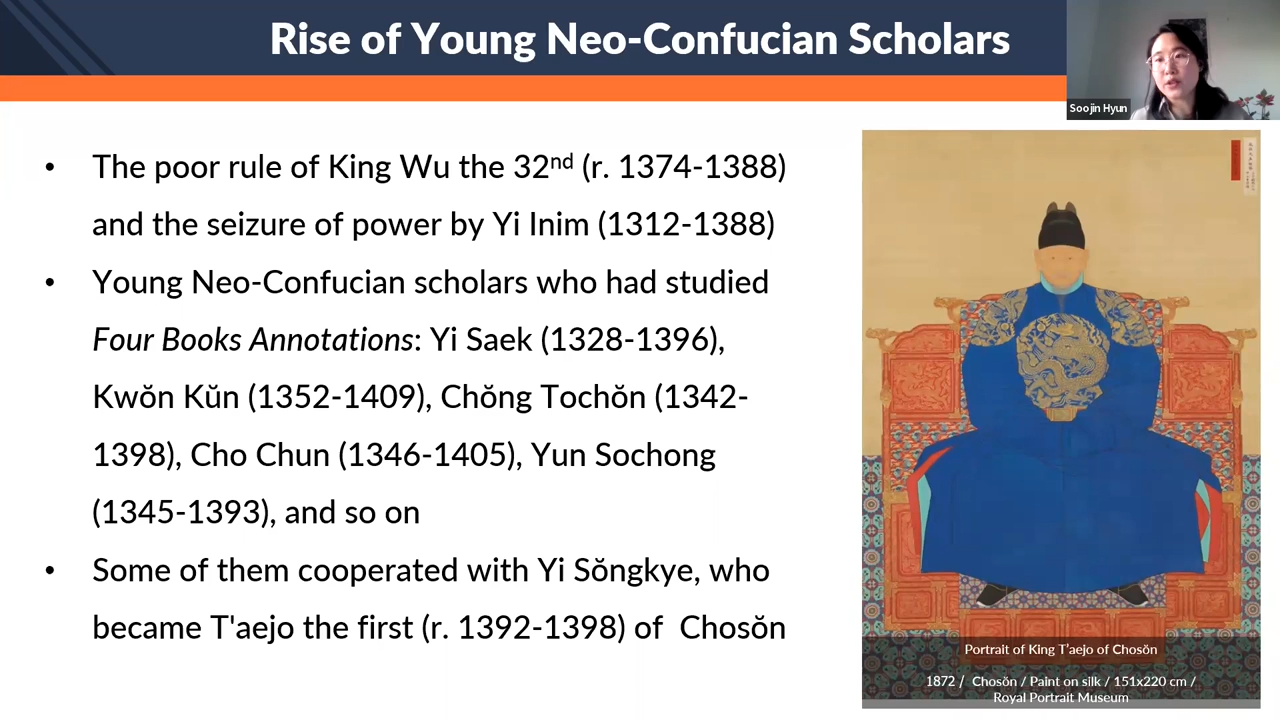 Rise of Young Neo-Confucian Scholars
Soojin Hyun
• The poor rule of King Wu the 32nd (r. 1374-1388)
and the seizure of power by Yi Inim (1312-1388)
• Young Neo-Confucian scholars who had studied
Four Books Annotations: Yi Saek (1328-1396),
Kwŏn Kŭn (1352-1409), Chŏng Tochŏn (1342-
1398), Cho Chun (1346-1405), Yun Sochong
(1345-1393), and so on
• Some of them cooperated with Yi Sŏngkye, who
became T'aejo the first (r. 1392-1398) of Chosŏn
Portrait of King T'aejo of Chosŏn
1872 / Chosŏn / Paint on silk / 151x220 cm /
Royal Portrait Museum